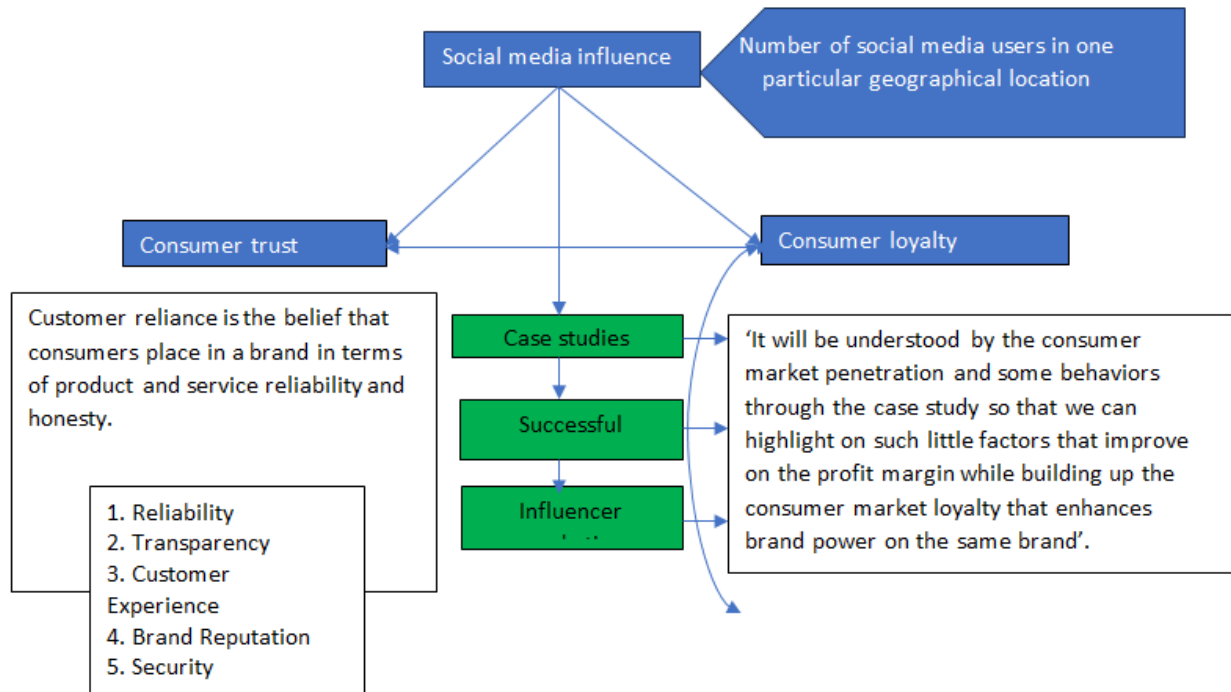 Social media influence
Number of social media users in one
particular geographical location
Consumer trust
Consumer loyalty
Customer reliance is the belief that
consumers place in a brand in terms
of product and service reliability and
honesty.
1. Reliability
2. Transparency
3. Customer
Experience
4. Brand Reputation
5. Security
Case studies
Successful
Influencer
‘It will be understood by the consumer
market penetration and some behaviors
through the case study so that we can
highlight on such little factors that improve
on the profit margin while building up the
consumer market loyalty that enhances
brand power on the same brand’.